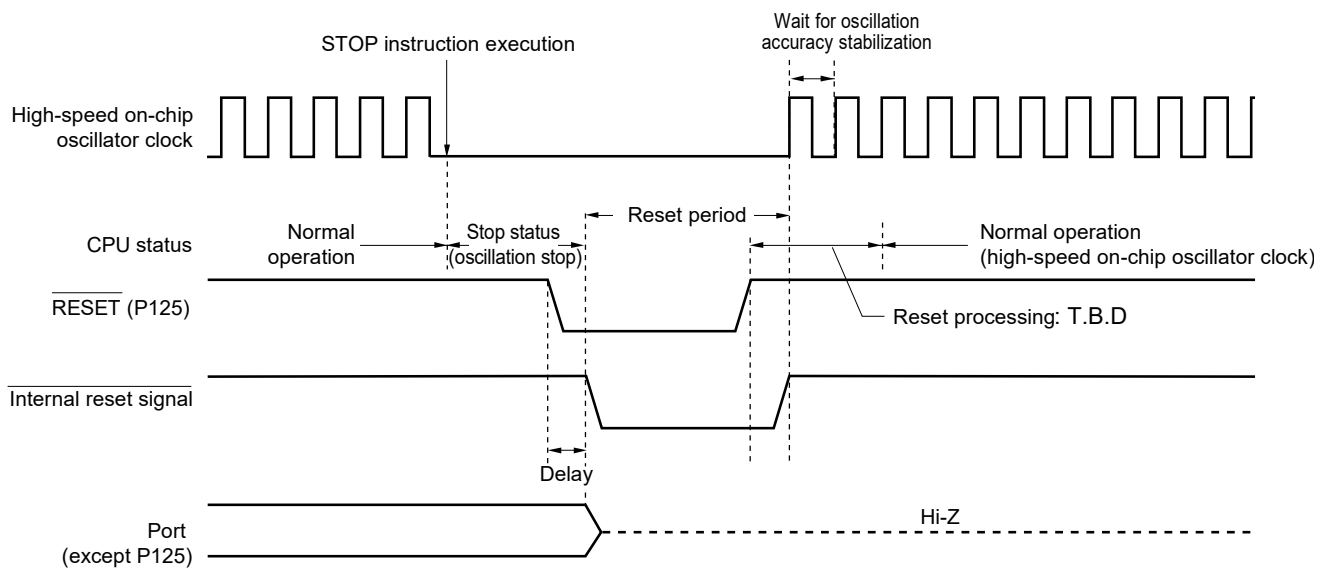 Wait for oscillation
accuracy stabilization
STOP instruction execution
High-speed on-chip
oscillator clock
Reset period
CPU status
Normal
operation
Stop status
(oscillation stop)
Normal operation
(high-speed on-chip oscillator clock)
RESET (P125)
Reset processing: T.B.D
Internal reset signal
Delay
Hi-Z
Port
(except P125)